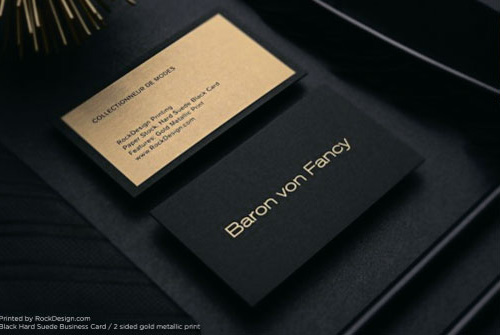 COLLECTIONNEUR DE MODES
RockDesign Printing
Paper Stock. Hard Suede Black Card
Features: Gold Metallic Print
www.RockDesign.com
Baron von Fancy
Printed by RockDesign.com
Black Hard Suede Business Card / 2 sided gold metallic print